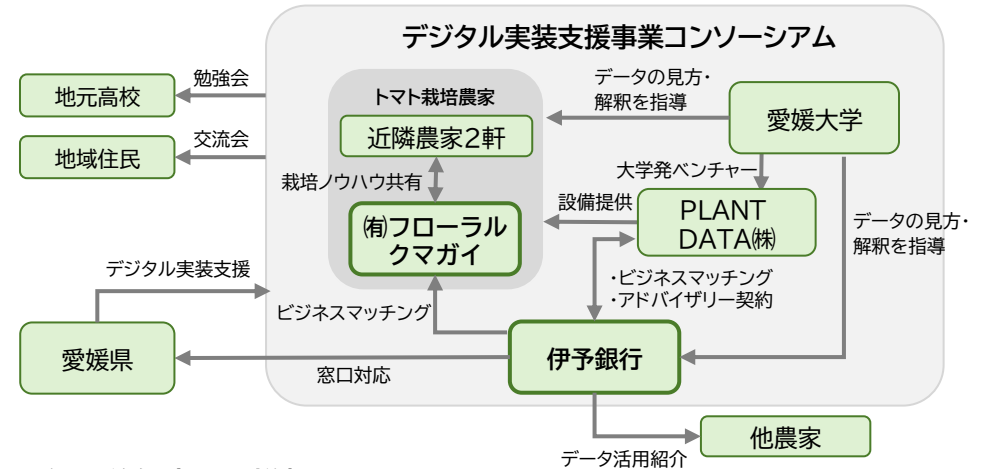 デジタル実装支援事業コンソーシアム
地元高校
勉強会
地域住民
交流会
トマト栽培農家
近隣農家2軒
栽培ノウハウ共有
㈲フローラル
クマガイ
データの見方・
解釈を指導
愛媛大学
大学発ベンチャー
設備提供
PLANT
DATA㈱
データの見方・
解釈を指導
デジタル実装支援
・ビジネスマッチング
・アドバイザリー契約
ビジネスマッチング
愛媛県
窓口対応
伊予銀行
他農家
データ活用紹介